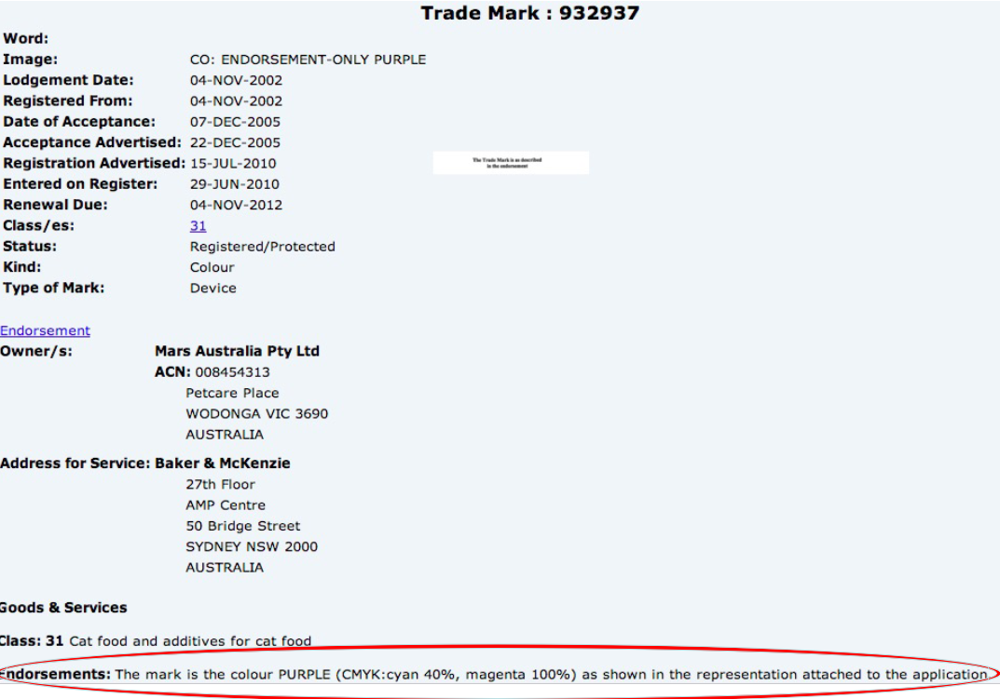 Trade Mark : 932937
Word:
Image: CO: ENDORSEMENT-ONLY PURPLE
Lodgement Date: 04-NOV-2002
Registered From: 04-NOV-2002
Date of Acceptance: 07-DEC-2005
Acceptance Advertised: 22-DEC-2005
Registration Advertised: 15-JUL-2010
Entered on Register: 29-JUN-2010
Renewal Due: 04-NOV-2012
Class/es: 31
Status: Registered/Protected
Kind: Colour
Type of Mark: Device
The Trade Mark is as described
in the endorsement
Endorsement
Owner/s: Mars Australia Pty Ltd
ACN: 008454313
Petcare Place
WODONGA VIC 3690
AUSTRALIA
Address for Service: Baker & McKenzie
27th Floor
AMP Centre
50 Bridge Street
SYDNEY NSW 2000
AUSTRALIA
Goods & Services
Class: 31 Cat food and additives for cat food
Endorsements: The mark is the colour PURPLE (CMYK:cyan 40%, magenta 100%) as shown in the representation attached to the application.